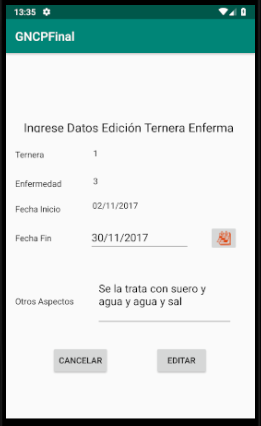 13:35
GNCPFinal
Ingrese Datos Edición Ternera Enferma
Ternera 1
Enfermedad 3
Fecha Inicio 02/11/2017
Fecha Fin 30/11/2017
Otros Aspectos Se la trata con suero y
agua y agua y sal
CANCELAR EDITAR